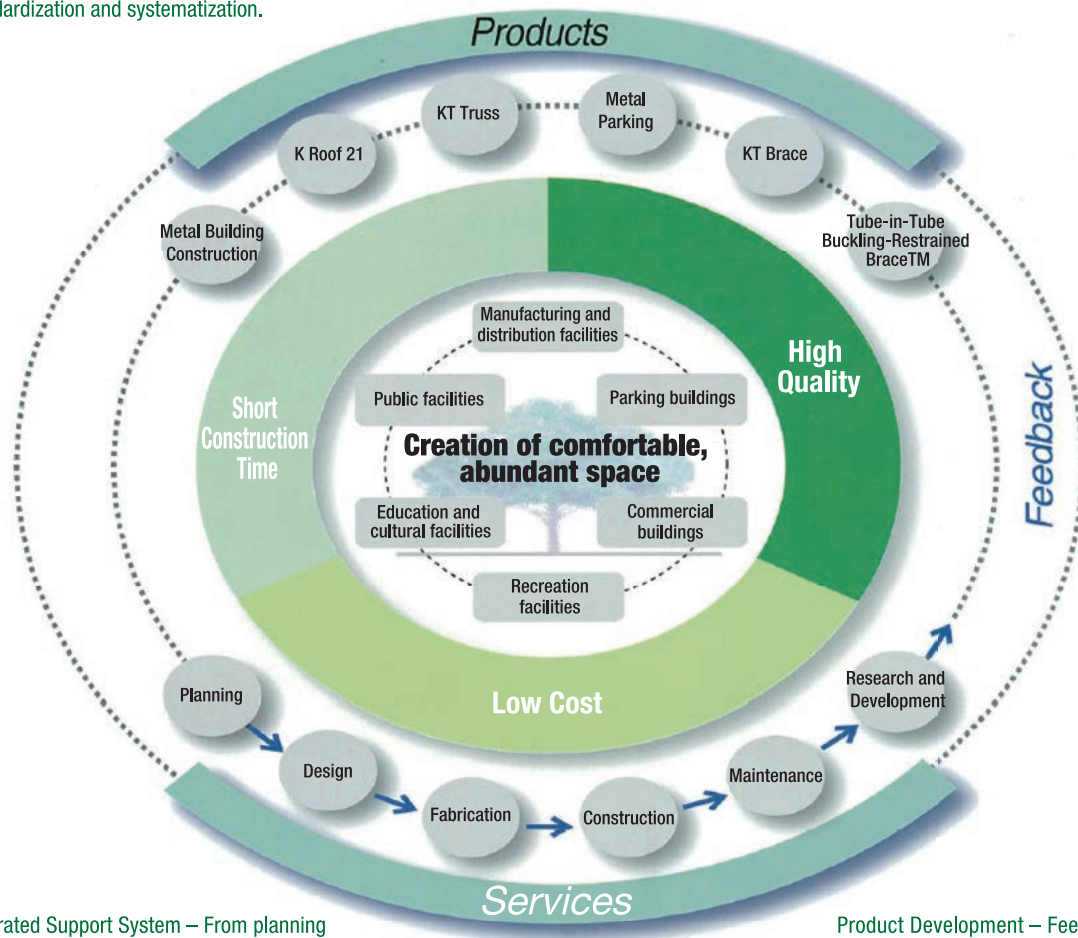 dardization and systematization.
Products
KT Truss
Metal
Parking
K Roof 21
KT Brace
Metal Building
Construction
Tube-in-Tube
Buckling-Restrained
BraceTM
Manufacturing and
distribution facilities
High
Quality
Public facilities
Parking buildings
Short
Construction
Time
Creation of comfortable,
abundant space
Feedback
Education and
cultural facilities
Commercial
buildings
Recreation
facilities
Planning
Research and
Development
Low Cost
Design
Maintenance
Fabrication
Construction
Services
rated Support System – From planning
Product Development – Fee